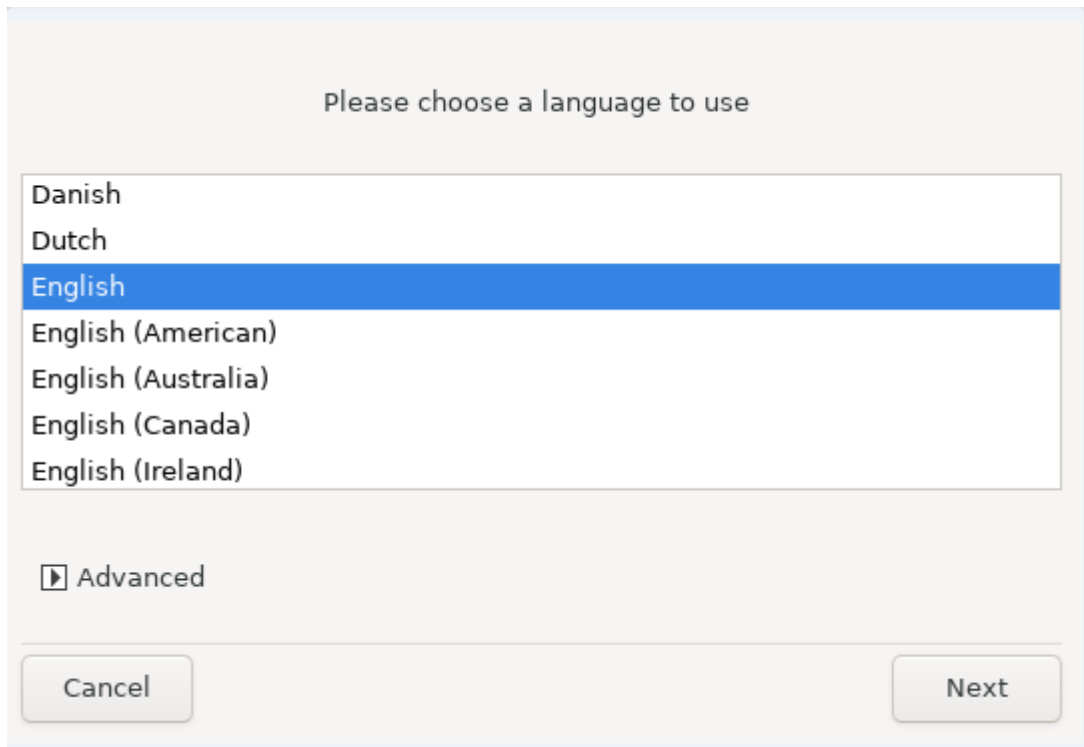 Please choose a language to use
Danish
Dutch
English
English (American)
English (Australia)
English (Canada)
English (Ireland)
Advanced
Cancel
Next